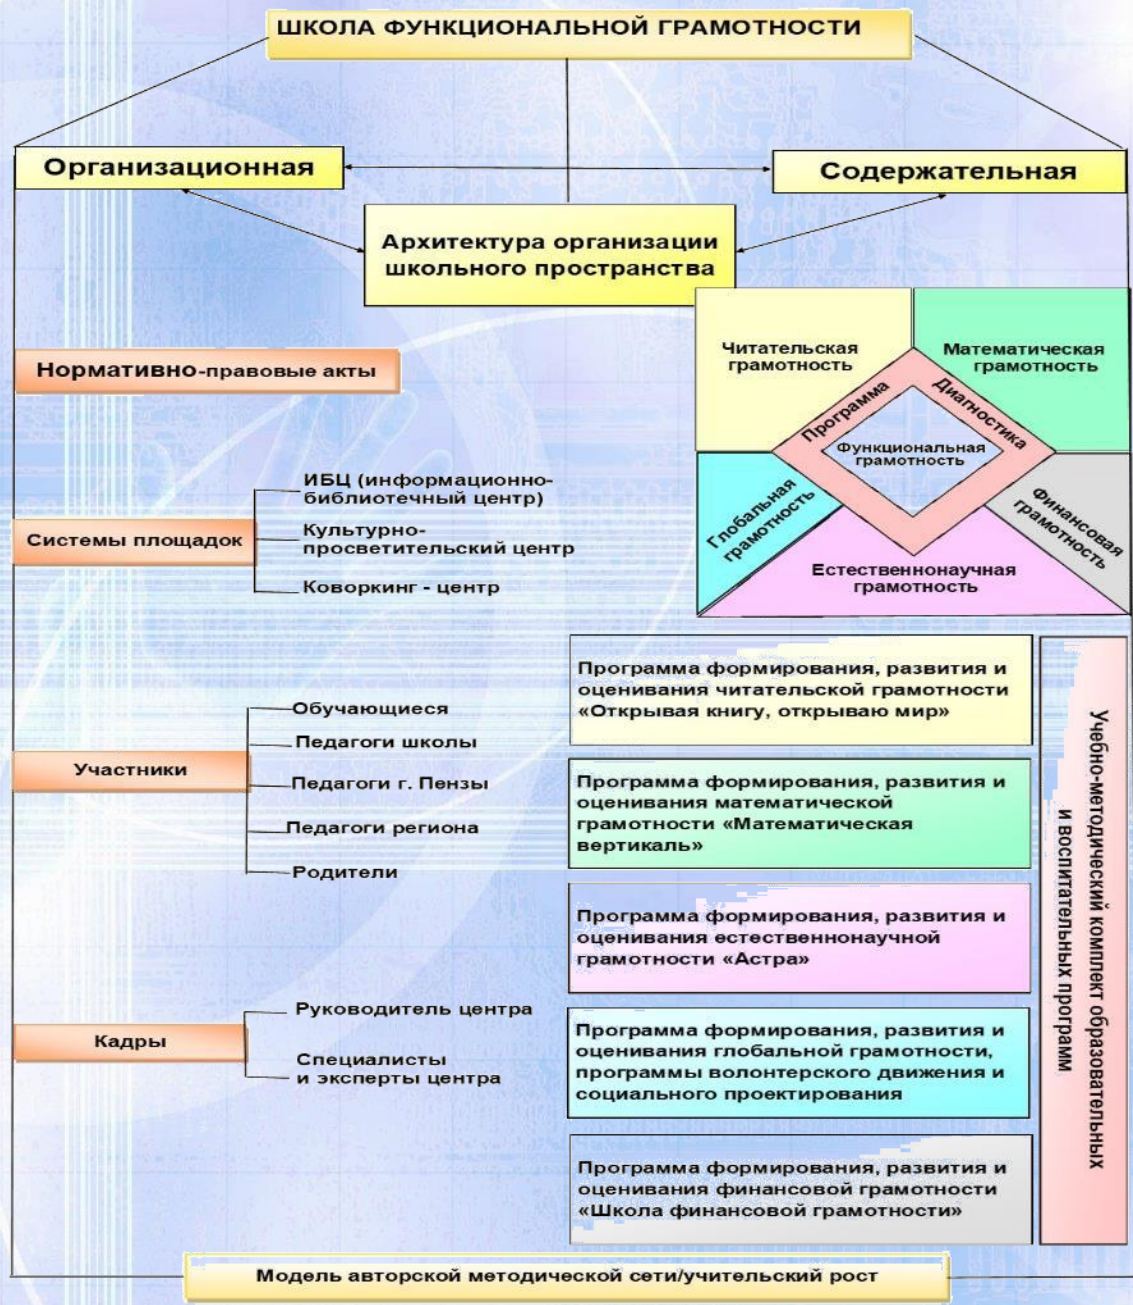 ШКОЛА ФУНКЦИОНАЛЬНОЙ ГРАМОТНОСТИ
Организационная
Содержательная
Архитектура организации
школьного пространства
Нормативно-правовые акты
Читательская
грамотность
Математическая
грамотность
Программа
Диагностика
Функциональная
грамотность
Глобальная
грамотность
Финансовая
грамотность
Естественнонаучная
грамотность
Системы площадок
ИБЦ (информационно-
библиотечный центр)
Культурно-
просветительский центр
Коворкинг - центр
Участники
Обучающиеся
Педагоги школы
Педагоги г. Пензы
Педагоги региона
Родители
Кадры
Руководитель центра
Специалисты
и эксперты центра
Программа формирования, развития и
оценивания читательской грамотности
«Открывая книгу, открываю мир»
Программа формирования, развития и
оценивания математической
грамотности «Математическая
вертикаль»
Программа формирования, развития и
оценивания естественнонаучной
грамотности «Астра»
Программа формирования, развития и
оценивания глобальной грамотности,
программы волонтерского движения и
социального проектирования
Программа формирования, развития и
оценивания финансовой грамотности
«Школа финансовой грамотности»
Учебно-методический комплект образовательных
и воспитательных программ
Модель авторской методической сети/учительский рост